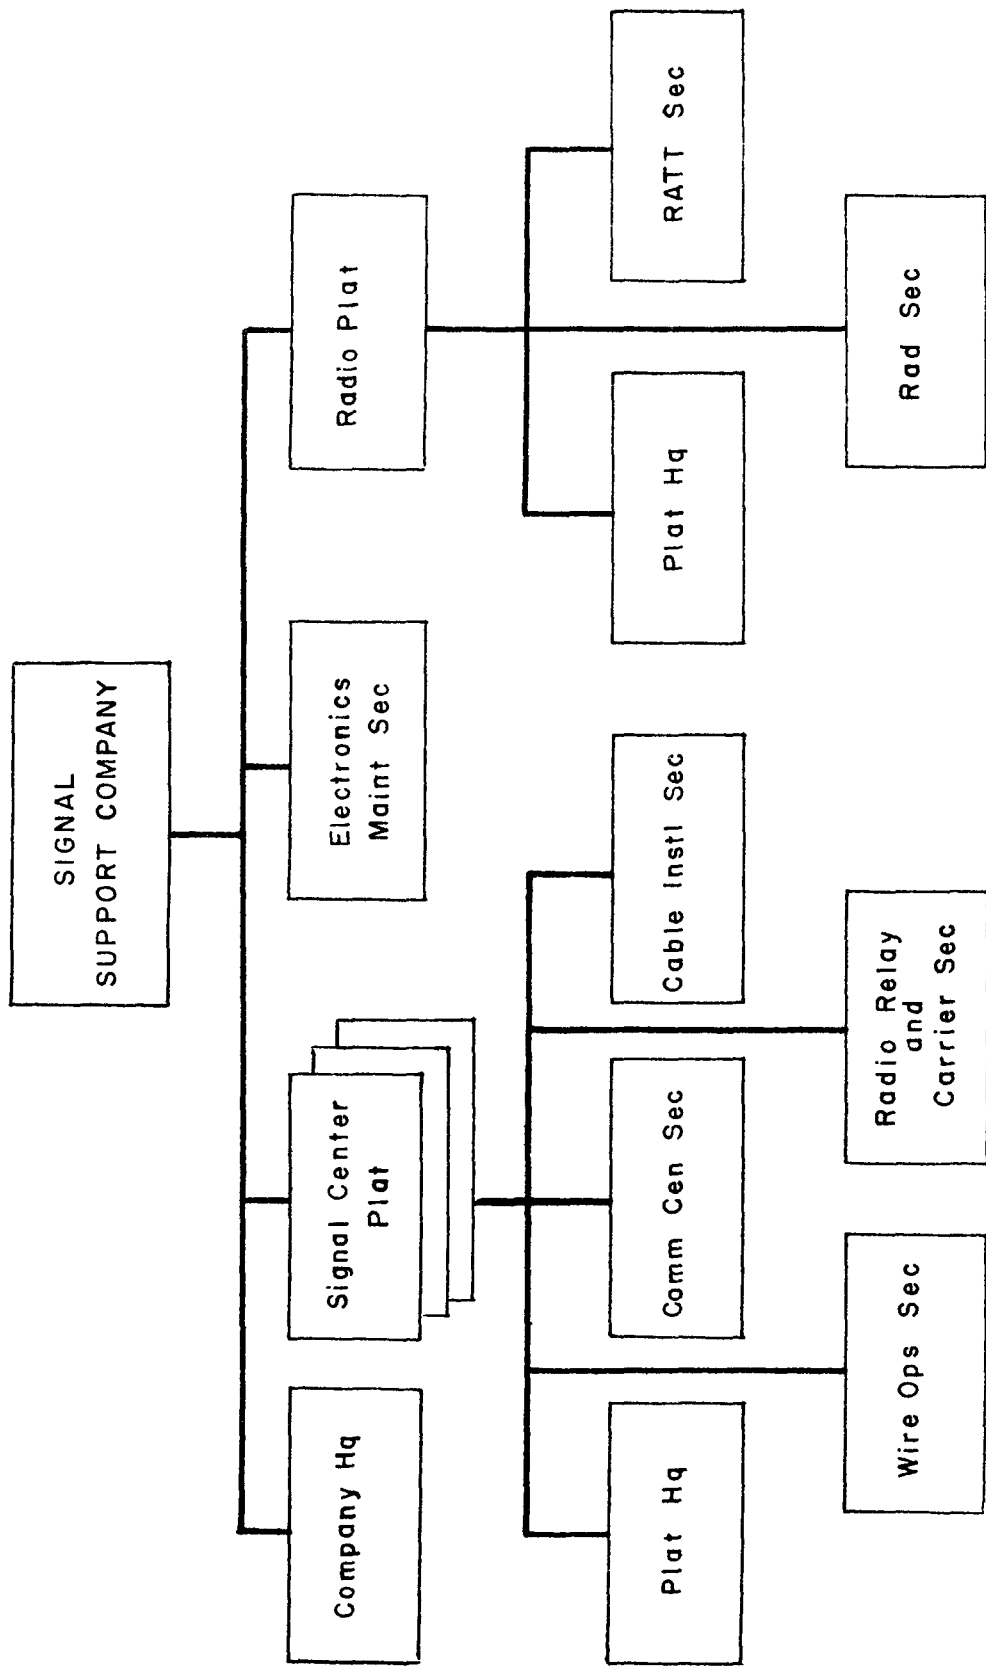 SIGNAL
SUPPORT COMPANY
Company Hq
Signal Center
Plat
Electronics
Maint Sec
Radio Plat
Plat Hq
Comm Cen Sec
Cable Instl Sec
Plat Hq
RATT Sec
Wire Ops Sec
Radio Relay
and
Carrier Sec
Rad Sec